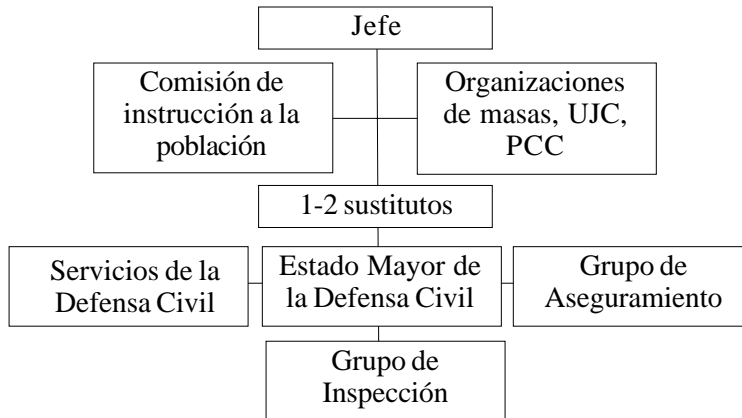 Jefe
Comisión de
instrucción a la
población
Organizaciones
de masas, UJC,
PCC
1-2 sustitutos
Servicios de la
Defensa Civil
Estado Mayor de
la Defensa Civil
Grupo de
Aseguramiento
Grupo de
Inspección